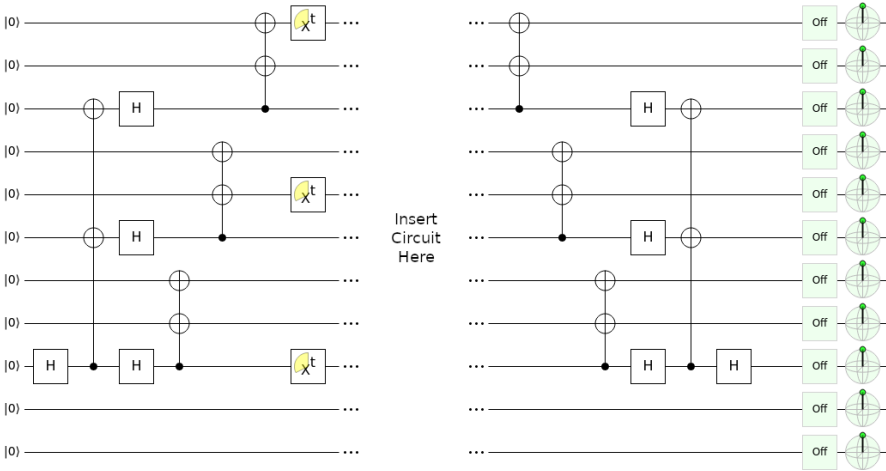 |0⟩ X t ... ... Off
|0⟩ ... ... Off
|0⟩ H ... ... H Off
|0⟩ ... ... Off
|0⟩ X t ... ... Off
Insert
Circuit
Here
|0⟩ H ... ... H Off
|0⟩ ... ... Off
|0⟩ ... ... Off
|0⟩ H H X t ... ... H H Off
|0⟩ ... ... Off
|0⟩ ... ... Off